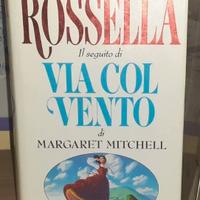 ROSSELLA
Il seguito di
VIA COL
VENTO
di
MARGARET MITCHELL